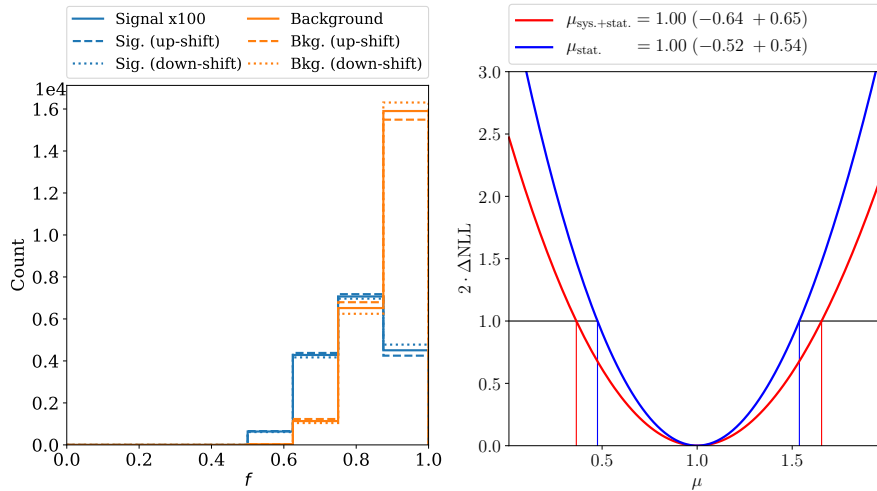 Signal x100 Background
Sig. (up-shift) Bkg. (up-shift)
Sig. (down-shift) Bkg. (down-shift)
1e4
1.6
1.4
1.2
1.0
0.8
0.6
0.4
0.2
0.0
Count
0.0 0.2 0.4 0.6 0.8 1.0
f
μsys.+stat. = 1.00 (−0.64 +0.65)
μstat. = 1.00 (−0.52 +0.54)
3.0
2.5
2.0
1.5
1.0
0.5
0.0
2 · ΔNLL
0.5 1.0 1.5
μ